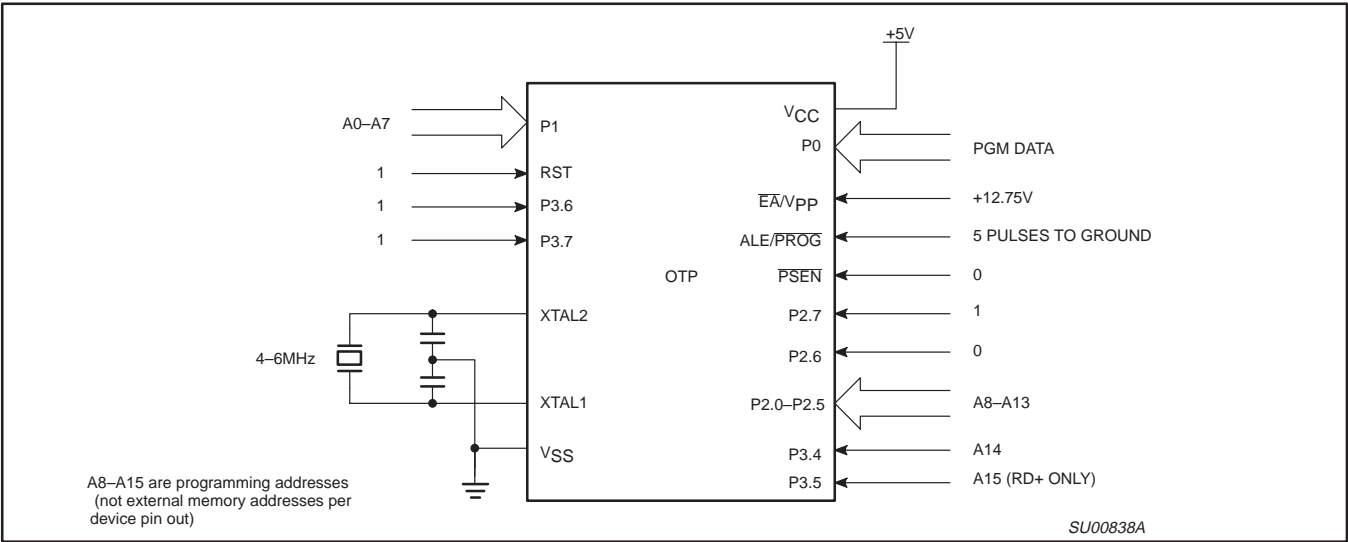 +5V
A0–A7
P1
VCC
P0
PGM DATA
1
RST
1
P3.6
EA/VPP
+12.75V
1
P3.7
ALE/PROG
5 PULSES TO GROUND
OTP
PSEN
0
XTAL2
P2.7
1
4–6MHz
P2.6
0
XTAL1
P2.0–P2.5
A8–A13
VSS
P3.4
A14
P3.5
A15 (RD+ ONLY)
A8–A15 are programming addresses
(not external memory addresses per
device pin out)
SU00838A